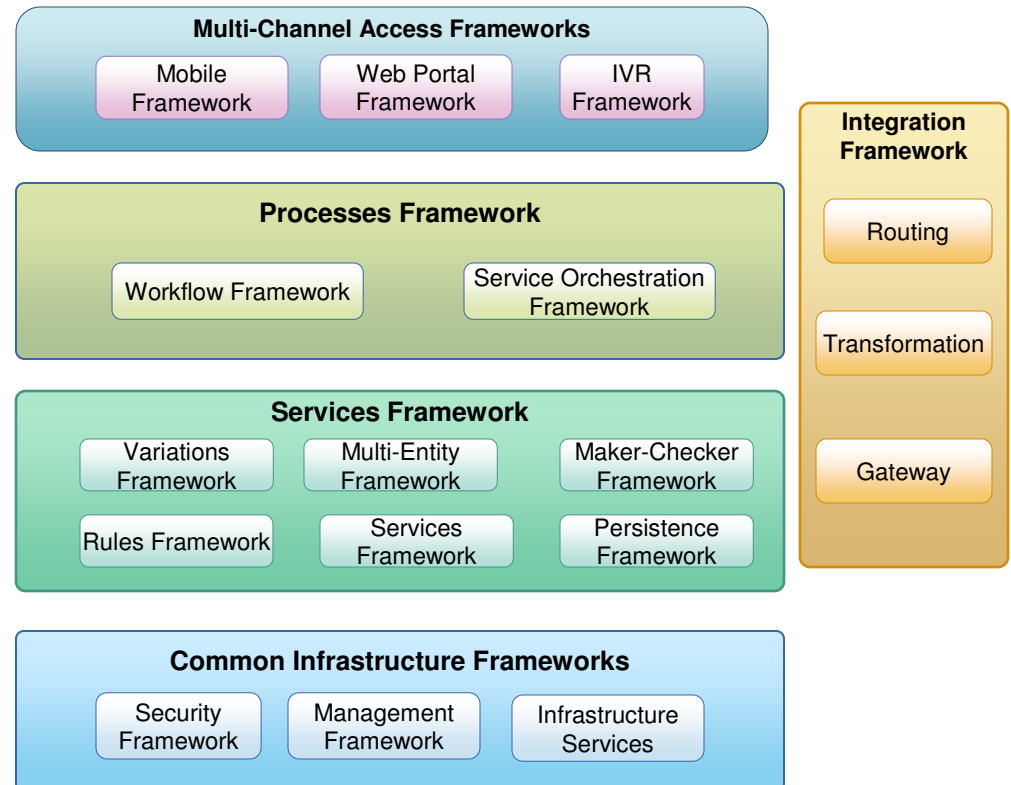 Multi-Channel Access Frameworks
Mobile
Framework
Web Portal
Framework
IVR
Framework
Integration
Framework
Routing
Transformation
Gateway
Processes Framework
Workflow Framework
Service Orchestration
Framework
Services Framework
Variations
Framework
Multi-Entity
Framework
Maker-Checker
Framework
Rules Framework
Services
Framework
Persistence
Framework
Common Infrastructure Frameworks
Security
Framework
Management
Framework
Infrastructure
Services